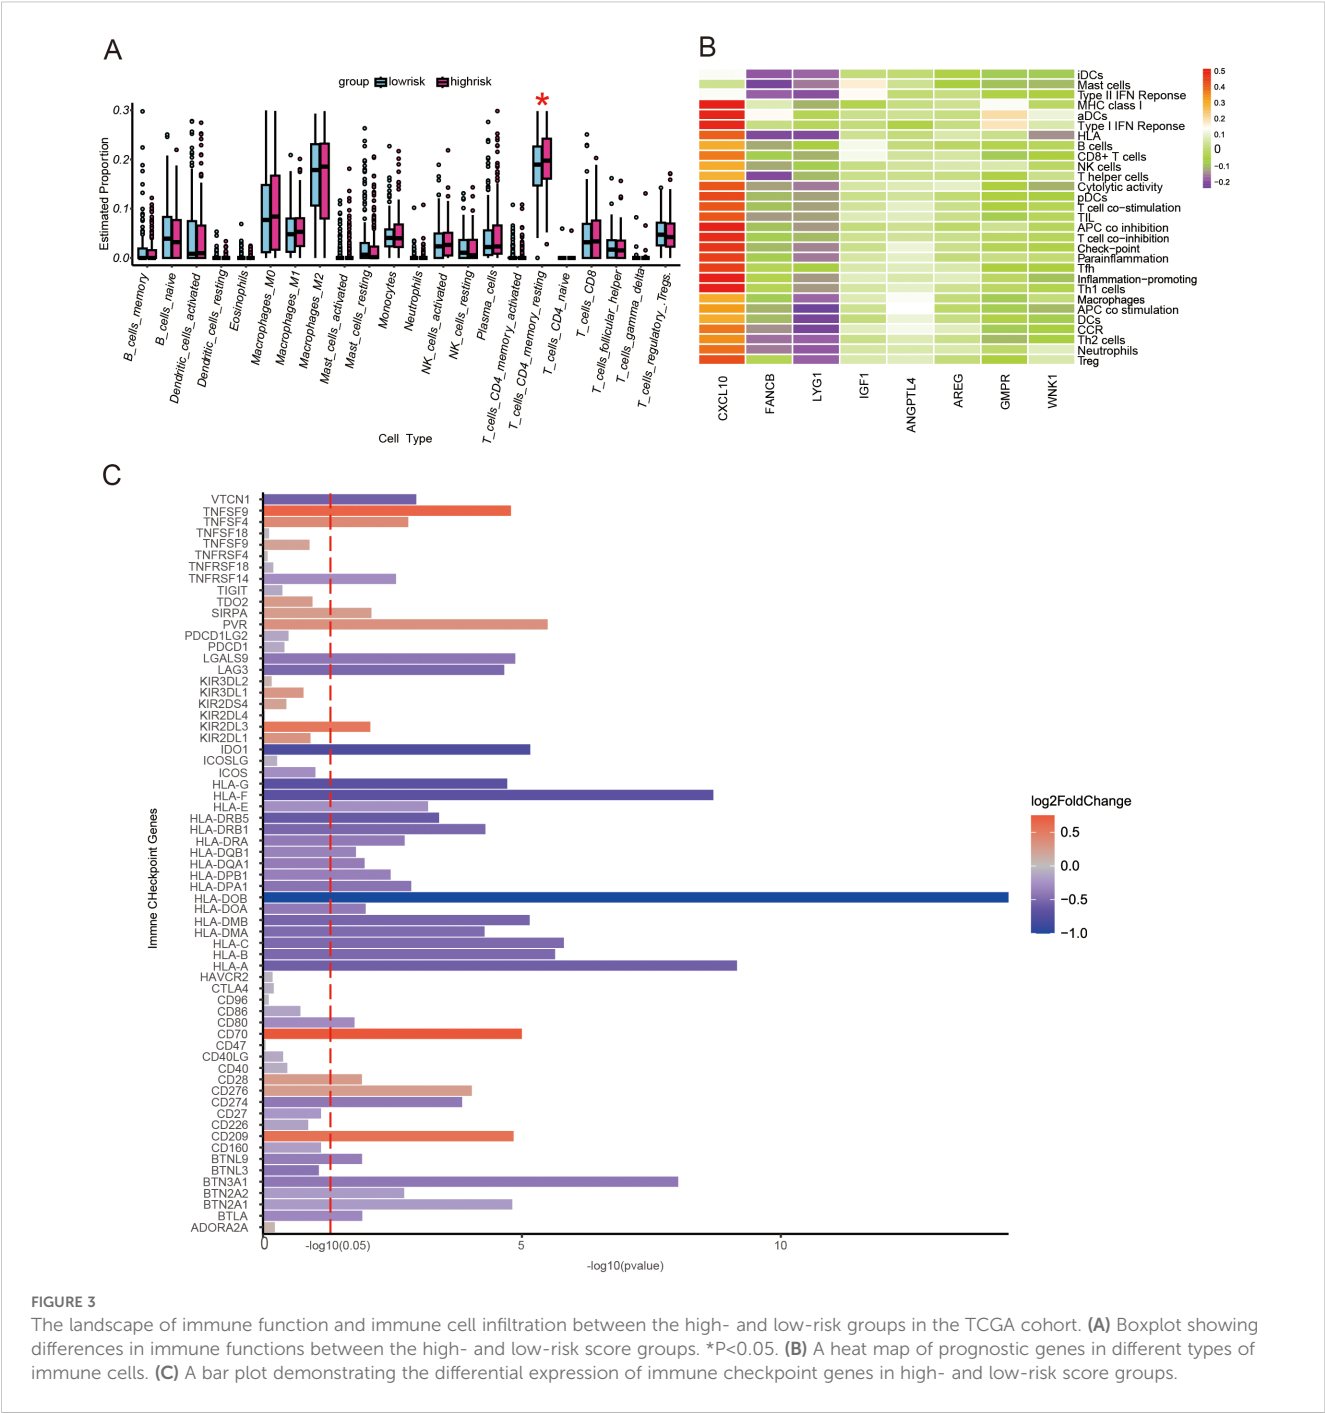 A
group lowrisk highrisk
*
Estimated Proportion
0.3
0.2
0.1
0.0
B_cells_memory
B_cells_naive
Dendritic_cells_activated
Dendritic_cells_resting
Eosinophils
Macrophages_M0
Macrophages_M1
Macrophages_M2
Mast_cells_activated
Mast_cells_resting
Monocytes
Neutrophils
NK_cells_activated
NK_cells_resting
Plasma_cells
T_cells_CD4_memory_activated
T_cells_CD4_memory_resting
T_cells_CD4_naive
T_cells_CD8
T_cells_follicular_helper
T_cells_gamma_delta
T_cells_regulatory_.Tregs.
Cell Type
B
iDCs
Mast cells
Type II IFN Reponse
MHC class I
aDCs
Type I IFN Reponse
HLA
B cells
CD8+ T cells
NK cells
T helper cells
Cytolytic activity
pDCs
T cell co-stimulation
TIL
APC co inhibition
T cell co-inhibition
Check-point
Parainflammation
Tfh
Inflammation-promoting
Th1 cells
Macrophages
APC co stimulation
DCs
CCR
Th2 cells
Neutrophils
Treg
CXCL10
FANCB
LYG1
IGF1
ANGPTL4
AREG
GMPR
WNK1
0.5
0.4
0.3
0.2
0.1
0
−0.1
−0.2
C
Immne CHeckpoint Genes
VTCN1
TNFSF9
TNFSF4
TNFSF18
TNFSF9
TNFRSF4
TNFRSF18
TNFRSF14
TIGIT
TDO2
SIRPA
PVR
PDCD1LG2
PDCD1
LGALS9
LAG3
KIR3DL2
KIR3DL1
KIR2DS4
KIR2DL4
KIR2DL3
KIR2DL1
IDO1
ICOSLG
ICOS
HLA-G
HLA-F
HLA-E
HLA-DRB5
HLA-DRB1
HLA-DRA
HLA-DQB1
HLA-DQA1
HLA-DPB1
HLA-DPA1
HLA-DOB
HLA-DOA
HLA-DMB
HLA-DMA
HLA-C
HLA-B
HLA-A
HAVCR2
CTLA4
CD96
CD86
CD80
CD70
CD47
CD40LG
CD40
CD28
CD276
CD274
CD27
CD226
CD209
CD160
BTNL9
BTNL3
BTN3A1
BTN2A2
BTN2A1
BTLA
ADORA2A
0 -log10(0.05) 5 10
-log10(pvalue)
log2FoldChange
0.5
0.0
−0.5
−1.0
FIGURE 3
The landscape of immune function and immune cell infiltration between the high- and low-risk groups in the TCGA cohort. (A) Boxplot showing
differences in immune functions between the high- and low-risk score groups. *P<0.05. (B) A heat map of prognostic genes in different types of
immune cells. (C) A bar plot demonstrating the differential expression of immune checkpoint genes in high- and low-risk score groups.